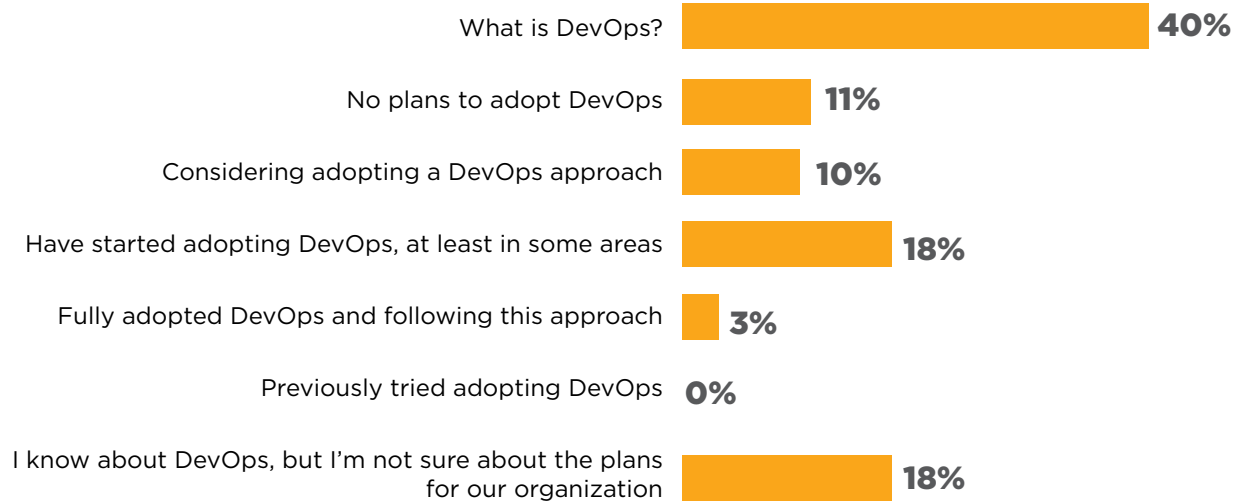 What is DevOps? 40%
No plans to adopt DevOps 11%
Considering adopting a DevOps approach 10%
Have started adopting DevOps, at least in some areas 18%
Fully adopted DevOps and following this approach 3%
Previously tried adopting DevOps 0%
I know about DevOps, but I’m not sure about the plans
for our organization 18%